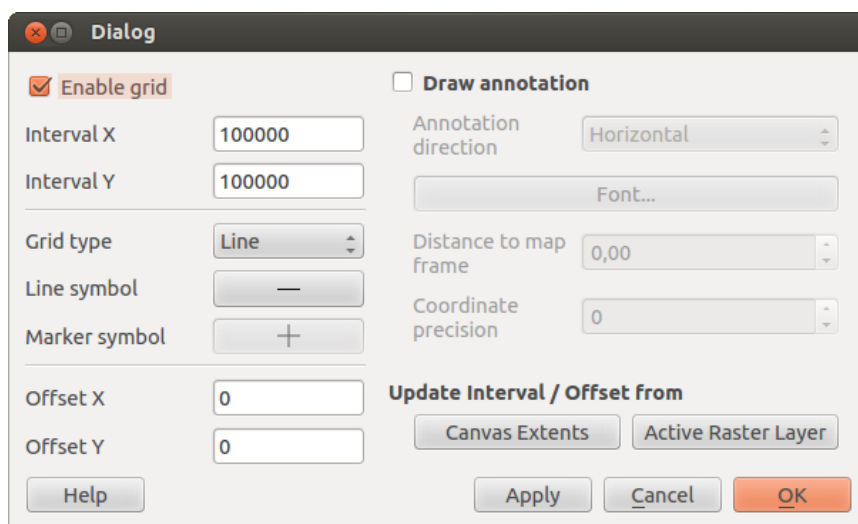 Dialog
Enable grid
Interval X 100000
Interval Y 100000
Grid type Line
Line symbol
Marker symbol
Offset X 0
Offset Y 0
Help
Draw annotation
Annotation
direction
Horizontal
Font...
Distance to map
frame
0,00
Coordinate
precision
0
Update Interval / Offset from
Canvas Extents Active Raster Layer
Apply Cancel OK